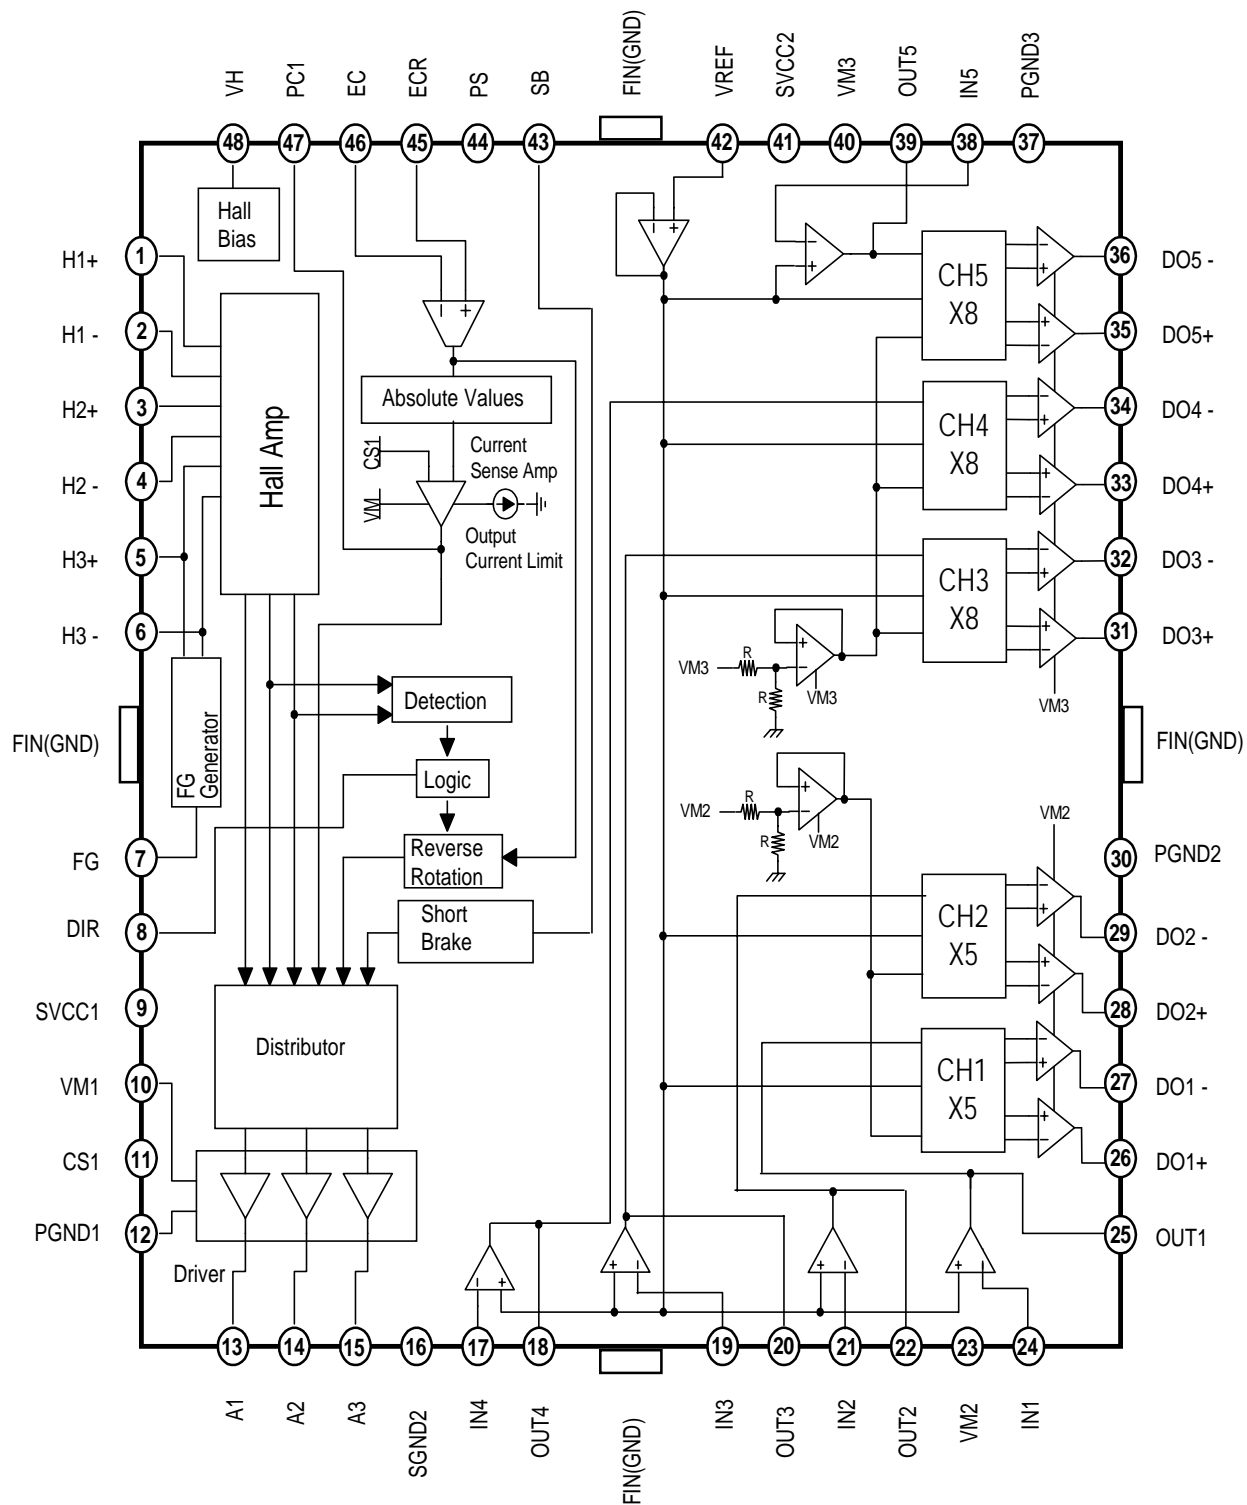 VH
PC1
EC
ECR
PS
SB
FIN(GND)
VREF
SVCC2
VM3
OUT5
IN5
PGND3
48
47
46
45
44
43
42
41
40
39
38
37
Hall
Bias
H1+
1
H1 -
2
H2+
3
H2 -
4
H3+
5
H3 -
6
FIN(GND)
FG
7
DIR
8
SVCC1
9
VM1
10
CS1
11
PGND1
12
Hall Amp
FG
Generator
− +
Absolute Values
CS1
VM
Current
Sense Amp
Output
Current Limit
Detection
Logic
Reverse
Rotation
Short
Brake
Distributor
Driver
− +
−
+
CH5
X8
−
+
+
−
36
DO5 -
35
DO5+
CH4
X8
−
+
+
−
34
DO4 -
33
DO4+
CH3
X8
−
+
+
−
32
DO3 -
31
DO3+
VM3
R
R
+
−
VM3
VM3
FIN(GND)
VM2
R
R
+
−
VM2
VM2
30
PGND2
CH2
X5
−
+
+
−
29
DO2 -
28
DO2+
CH1
X5
−
+
+
−
27
DO1 -
26
DO1+
25
OUT1
− +
+ −
+ −
+ −
13
14
15
16
17
18
19
20
21
22
23
24
A1
A2
A3
SGND2
IN4
OUT4
FIN(GND)
IN3
OUT3
IN2
OUT2
VM2
IN1